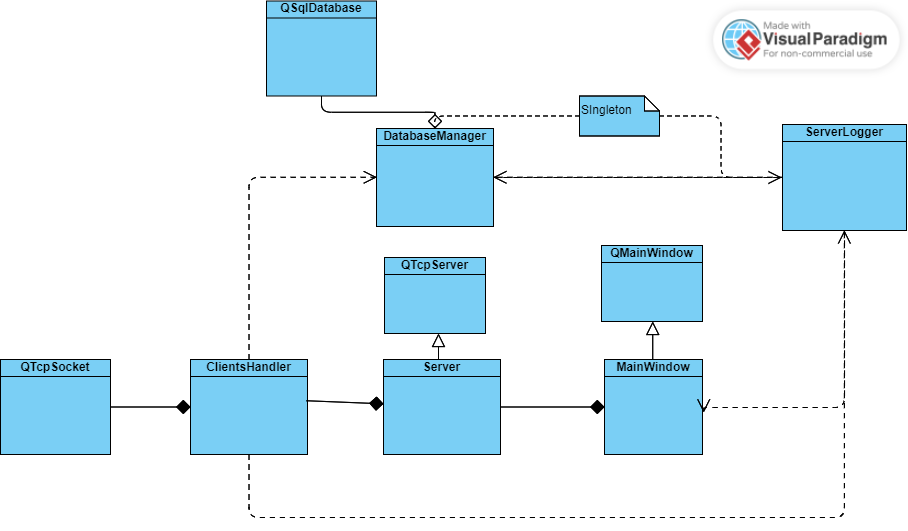 QSqlDatabase
Made with
Visual Paradigm
For non-commercial use
SIngleton
DatabaseManager
ServerLogger
QTcpServer
QMainWindow
QTcpSocket
ClientsHandler
Server
MainWindow